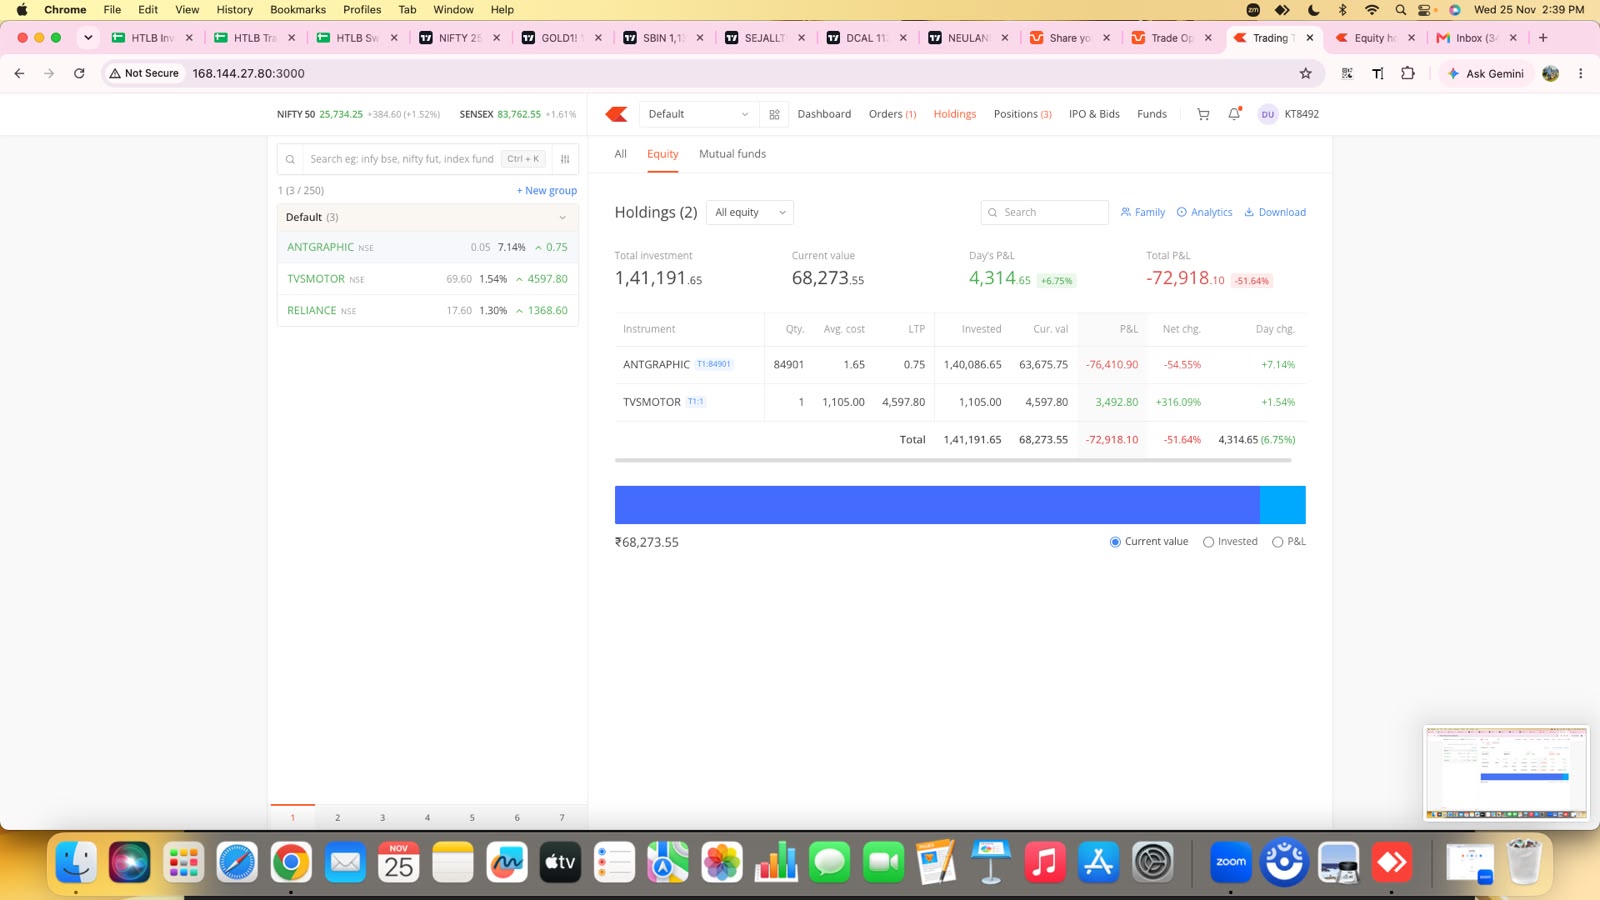 Chrome File Edit View History Bookmarks Profiles Tab Window Help zm Wed 25 Nov 2:39 PM
HTLB Inv HTLB Tra HTLB Sw NIFTY 25 GOLD1! SBIN 1,1 SEJALLT DCAL 11 NEULAN Share yo Trade Op Trading T Equity ho Inbox (3
Not Secure 168.144.27.80:3000 Ask Gemini
NIFTY 50 25,734.25 +384.60 (+1.52%) SENSEX 83,762.55 +1.61% Default Dashboard Orders (1) Holdings Positions (3) IPO & Bids Funds DU KT8492
Search eg: infy bse, nifty fut, index fund Ctrl + K
All Equity Mutual funds
1 (3 / 250) + New group
Default (3)
ANTGRAPHIC NSE 0.05 7.14% 0.75
TVSMOTOR NSE 69.60 1.54% 4597.80
RELIANCE NSE 17.60 1.30% 1368.60
Holdings (2) All equity Search Family Analytics Download
Total investment Current value Day's P&L Total P&L
1,41,191.65 68,273.55 4,314.65 +6.75% -72,918.10 -51.64%
Instrument Qty. Avg. cost LTP Invested Cur. val P&L Net chg. Day chg.
ANTGRAPHIC T1:84901 84901 1.65 0.75 1,40,086.65 63,675.75 -76,410.90 -54.55% +7.14%
TVSMOTOR T1:1 1 1,105.00 4,597.80 1,105.00 4,597.80 3,492.80 +316.09% +1.54%
Total 1,41,191.65 68,273.55 -72,918.10 -51.64% 4,314.65 (6.75%)
₹68,273.55 Current value Invested P&L
1 2 3 4 5 6 7
NOV
25
tv
zoom